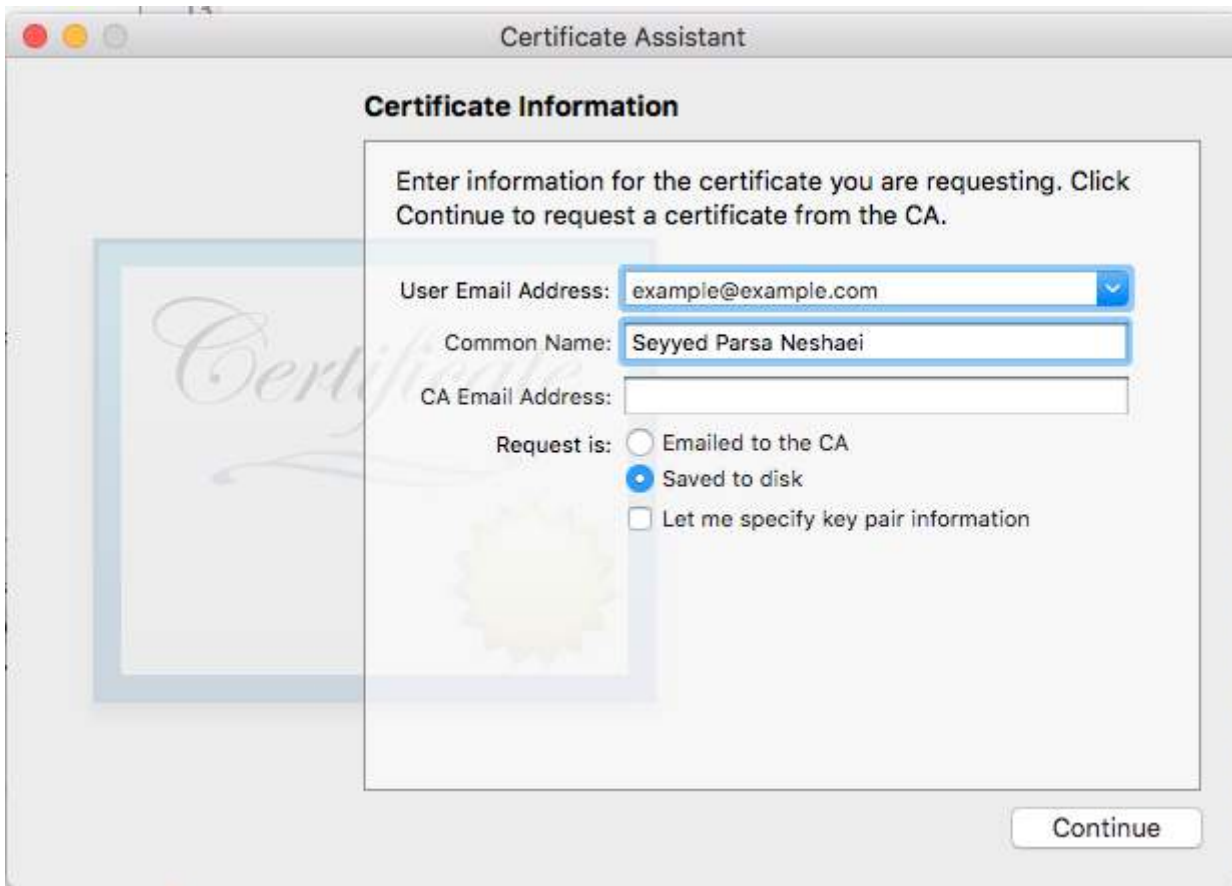 Certificate Assistant
Certificate Information
Enter information for the certificate you are requesting. Click
Continue to request a certificate from the CA.
User Email Address: example@example.com
Common Name: Seyyed Parsa Neshaei
CA Email Address:
Request is: Emailed to the CA
Saved to disk
Let me specify key pair information
Certificate
Continue